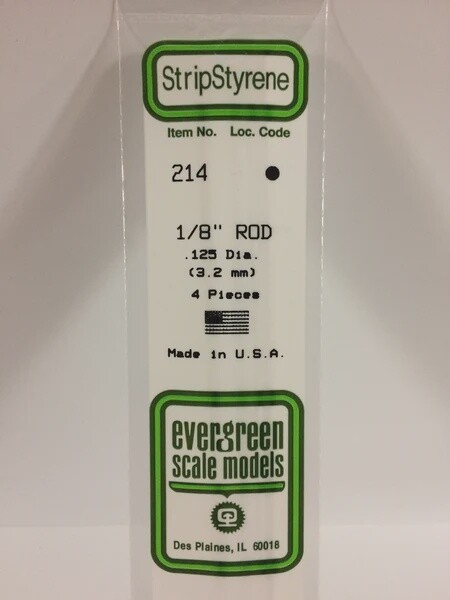 StripStyrene
Item No. Loc. Code
214 ●
1/8" ROD
.125 Dia.
(3.2 mm)
4 Pieces
Made in U.S.A.
evergreen
scale models
Des Plaines, IL 60018